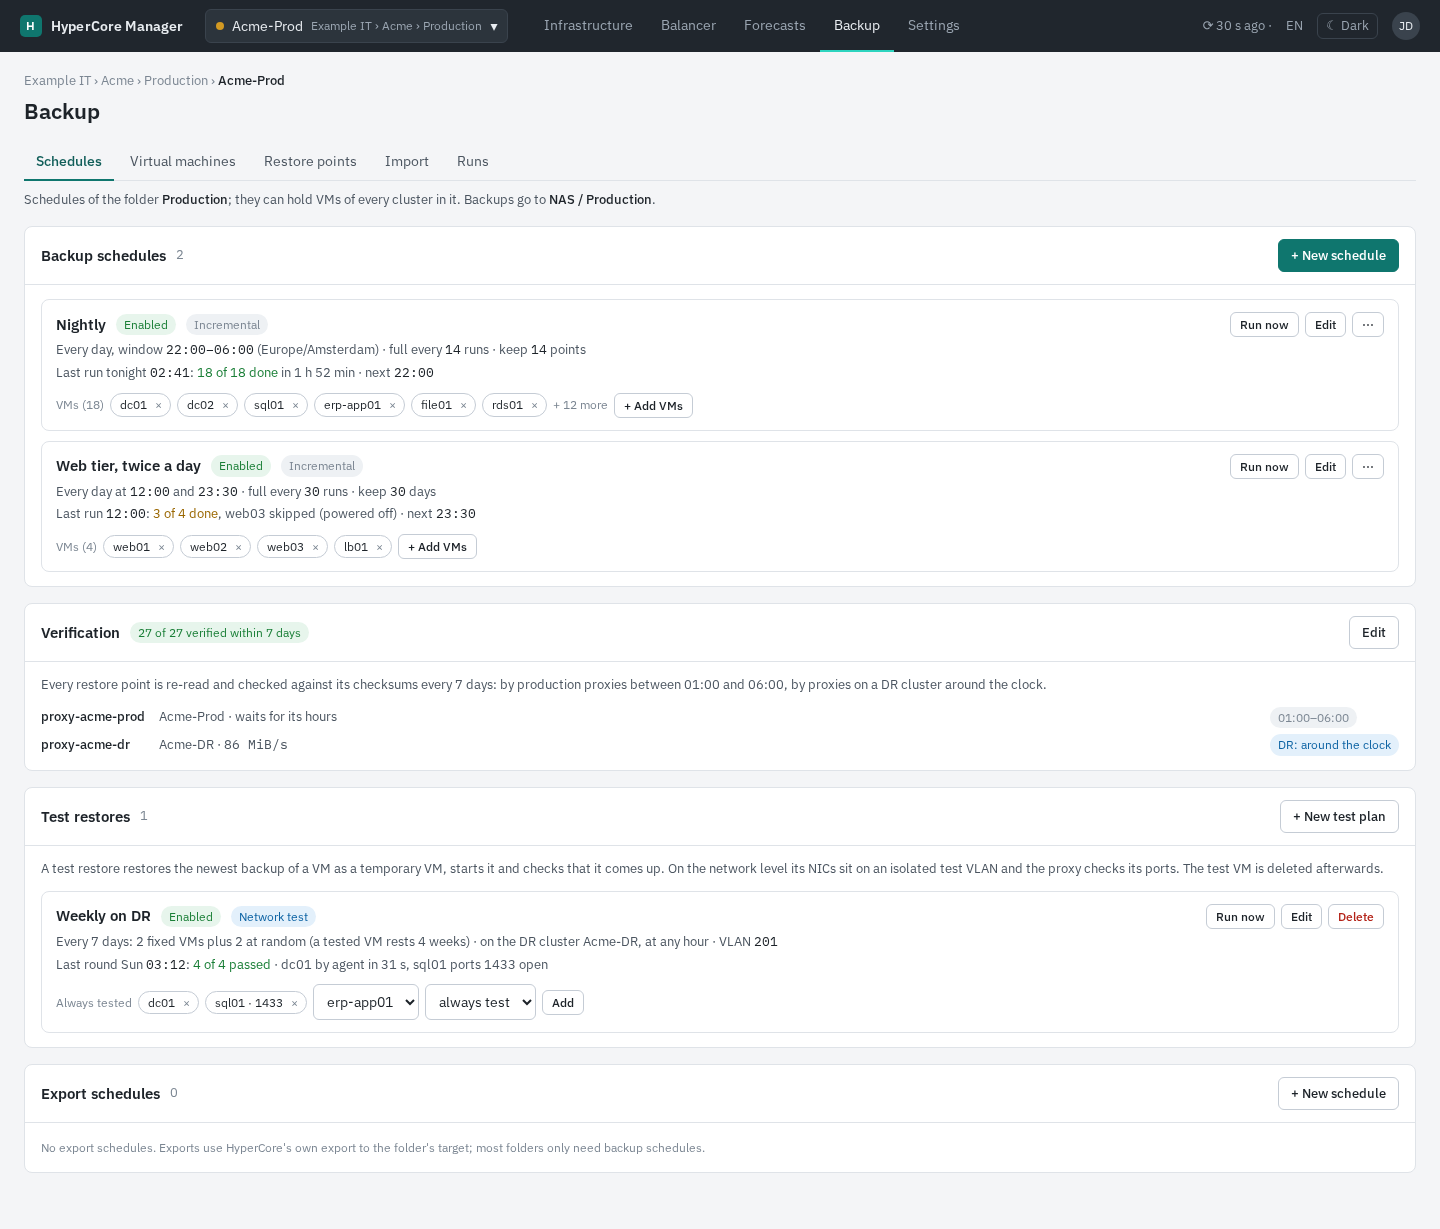 H HyperCore Manager Acme-Prod Example IT › Acme › Production ▾ Infrastructure Balancer Forecasts Backup Settings ⟳ 30 s ago · EN ☾ Dark JD
Example IT › Acme › Production › Acme-Prod
Backup
Schedules Virtual machines Restore points Import Runs
Schedules of the folder Production; they can hold VMs of every cluster in it. Backups go to NAS / Production.
Backup schedules 2 + New schedule
Nightly Enabled Incremental Run now Edit ···
Every day, window 22:00–06:00 (Europe/Amsterdam) · full every 14 runs · keep 14 points
Last run tonight 02:41: 18 of 18 done in 1 h 52 min · next 22:00
VMs (18) dc01 × dc02 × sql01 × erp-app01 × file01 × rds01 × + 12 more + Add VMs
Web tier, twice a day Enabled Incremental Run now Edit ···
Every day at 12:00 and 23:30 · full every 30 runs · keep 30 days
Last run 12:00: 3 of 4 done, web03 skipped (powered off) · next 23:30
VMs (4) web01 × web02 × web03 × lb01 × + Add VMs
Verification 27 of 27 verified within 7 days Edit
Every restore point is re-read and checked against its checksums every 7 days: by production proxies between 01:00 and 06:00, by proxies on a DR cluster around the clock.
proxy-acme-prod Acme-Prod · waits for its hours 01:00–06:00
proxy-acme-dr Acme-DR · 86 MiB/s DR: around the clock
Test restores 1 + New test plan
A test restore restores the newest backup of a VM as a temporary VM, starts it and checks that it comes up. On the network level its NICs sit on an isolated test VLAN and the proxy checks its ports. The test VM is deleted afterwards.
Weekly on DR Enabled Network test Run now Edit Delete
Every 7 days: 2 fixed VMs plus 2 at random (a tested VM rests 4 weeks) · on the DR cluster Acme-DR, at any hour · VLAN 201
Last round Sun 03:12: 4 of 4 passed · dc01 by agent in 31 s, sql01 ports 1433 open
Always tested dc01 × sql01 · 1433 × erp-app01 always test Add
Export schedules 0 + New schedule
No export schedules. Exports use HyperCore's own export to the folder's target; most folders only need backup schedules.